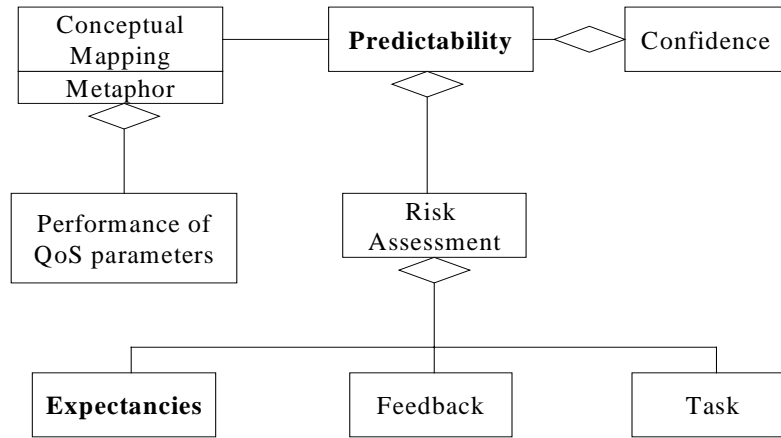 Conceptual
Mapping
Metaphor
Predictability
Confidence
Performance of
QoS parameters
Risk
Assessment
Expectancies
Feedback
Task